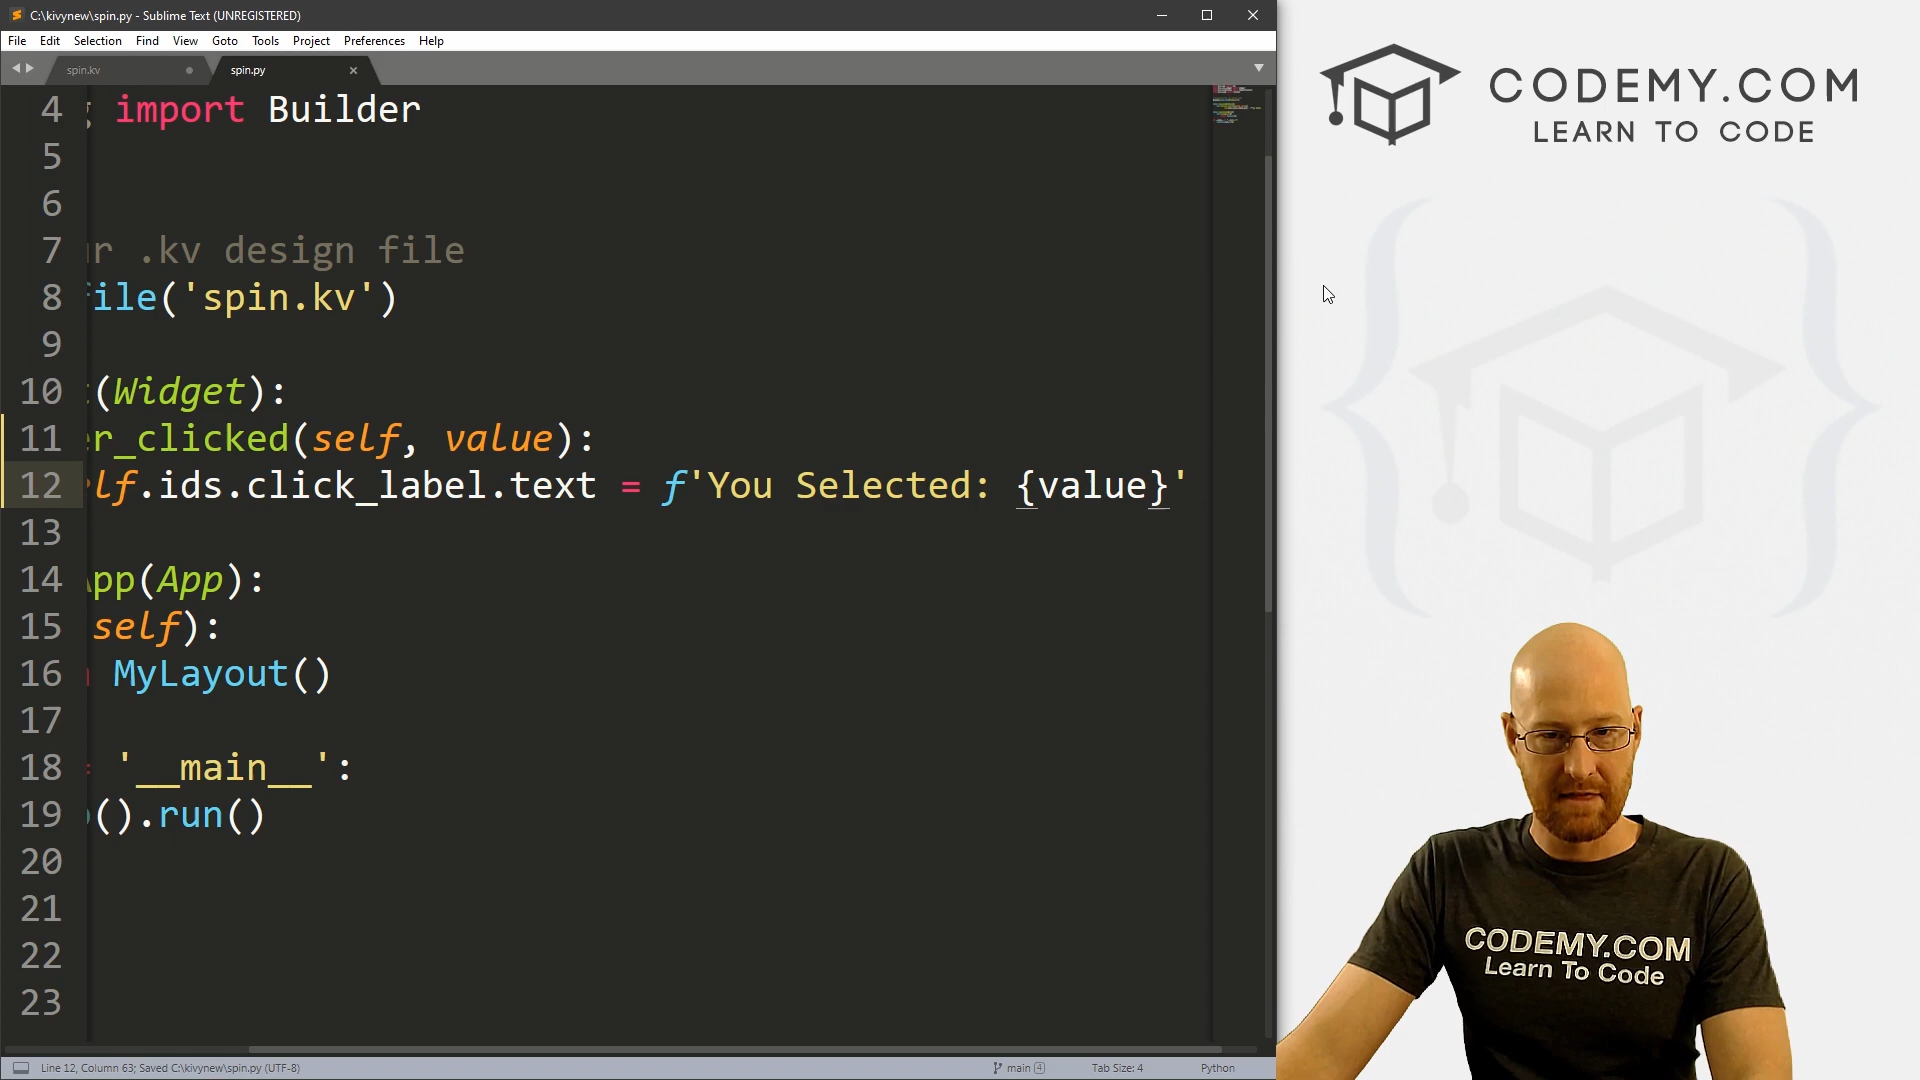 C:\kivynew\spin.py - Sublime Text (UNREGISTERED)
File Edit Selection Find View Goto Tools Project Preferences Help
spin.kv spin.py
4 import Builder
5
6
7 r .kv design file
8 file('spin.kv')
9
10 (Widget):
11 er_clicked(self, value):
12 lf.ids.click_label.text = f'You Selected: {value}'
13
14 pp(App):
15 self):
16 MyLayout()
17
18 '__main__':
19 ().run()
20
21
22
23
Line 12, Column 63; Saved C:\kivynew\spin.py (UTF-8) main 4 Tab Size: 4 Python
CODEMY.COM
LEARN TO CODE
CODEMY.COM
Learn To Code